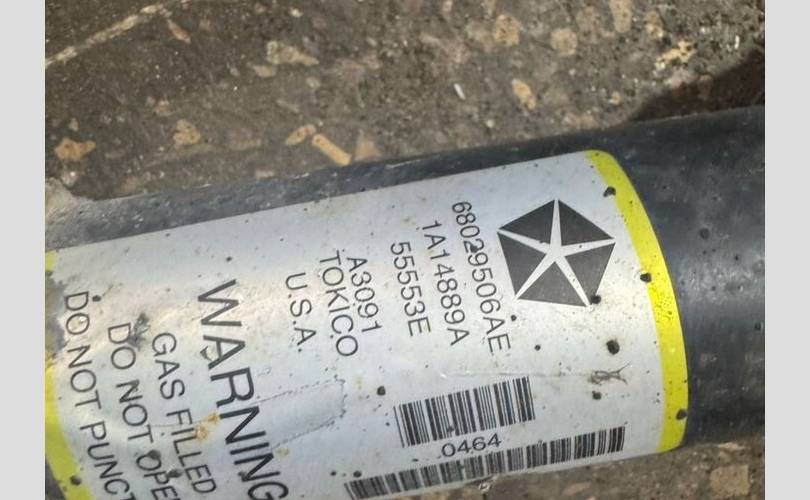 68029506AE
1A14889A
55553E
A3091
TOKICO
U.S.A.
WARNING
GAS FILLED
DO NOT OPE
DO NOT PUNCT
0464